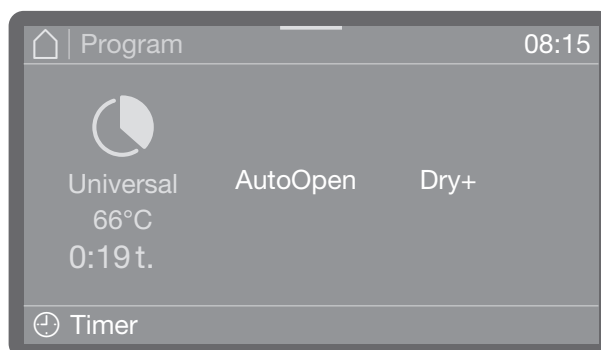 Program
08:15
Universal
66°C
0:19 t.
AutoOpen
Dry+
Timer